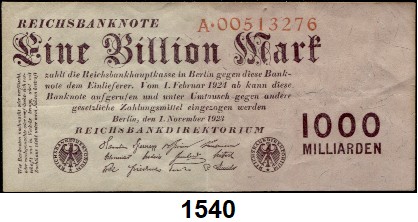 REICHSBANKNOTE
A·00513276
Eine Billion Mark
zahlt die Reichsbankhauptkasse in Berlin gegen diese Bank-
note dem Einlieferer. Vom 1. Februar 1924 ab kann diese
Banknote aufgerufen und unter Umtausch gegen andere
gesetzliche Zahlungsmittel eingezogen werden
Berlin, den 1. November 1923
REICHSBANKDIREKTORIUM
1000
MILLIARDEN
1540